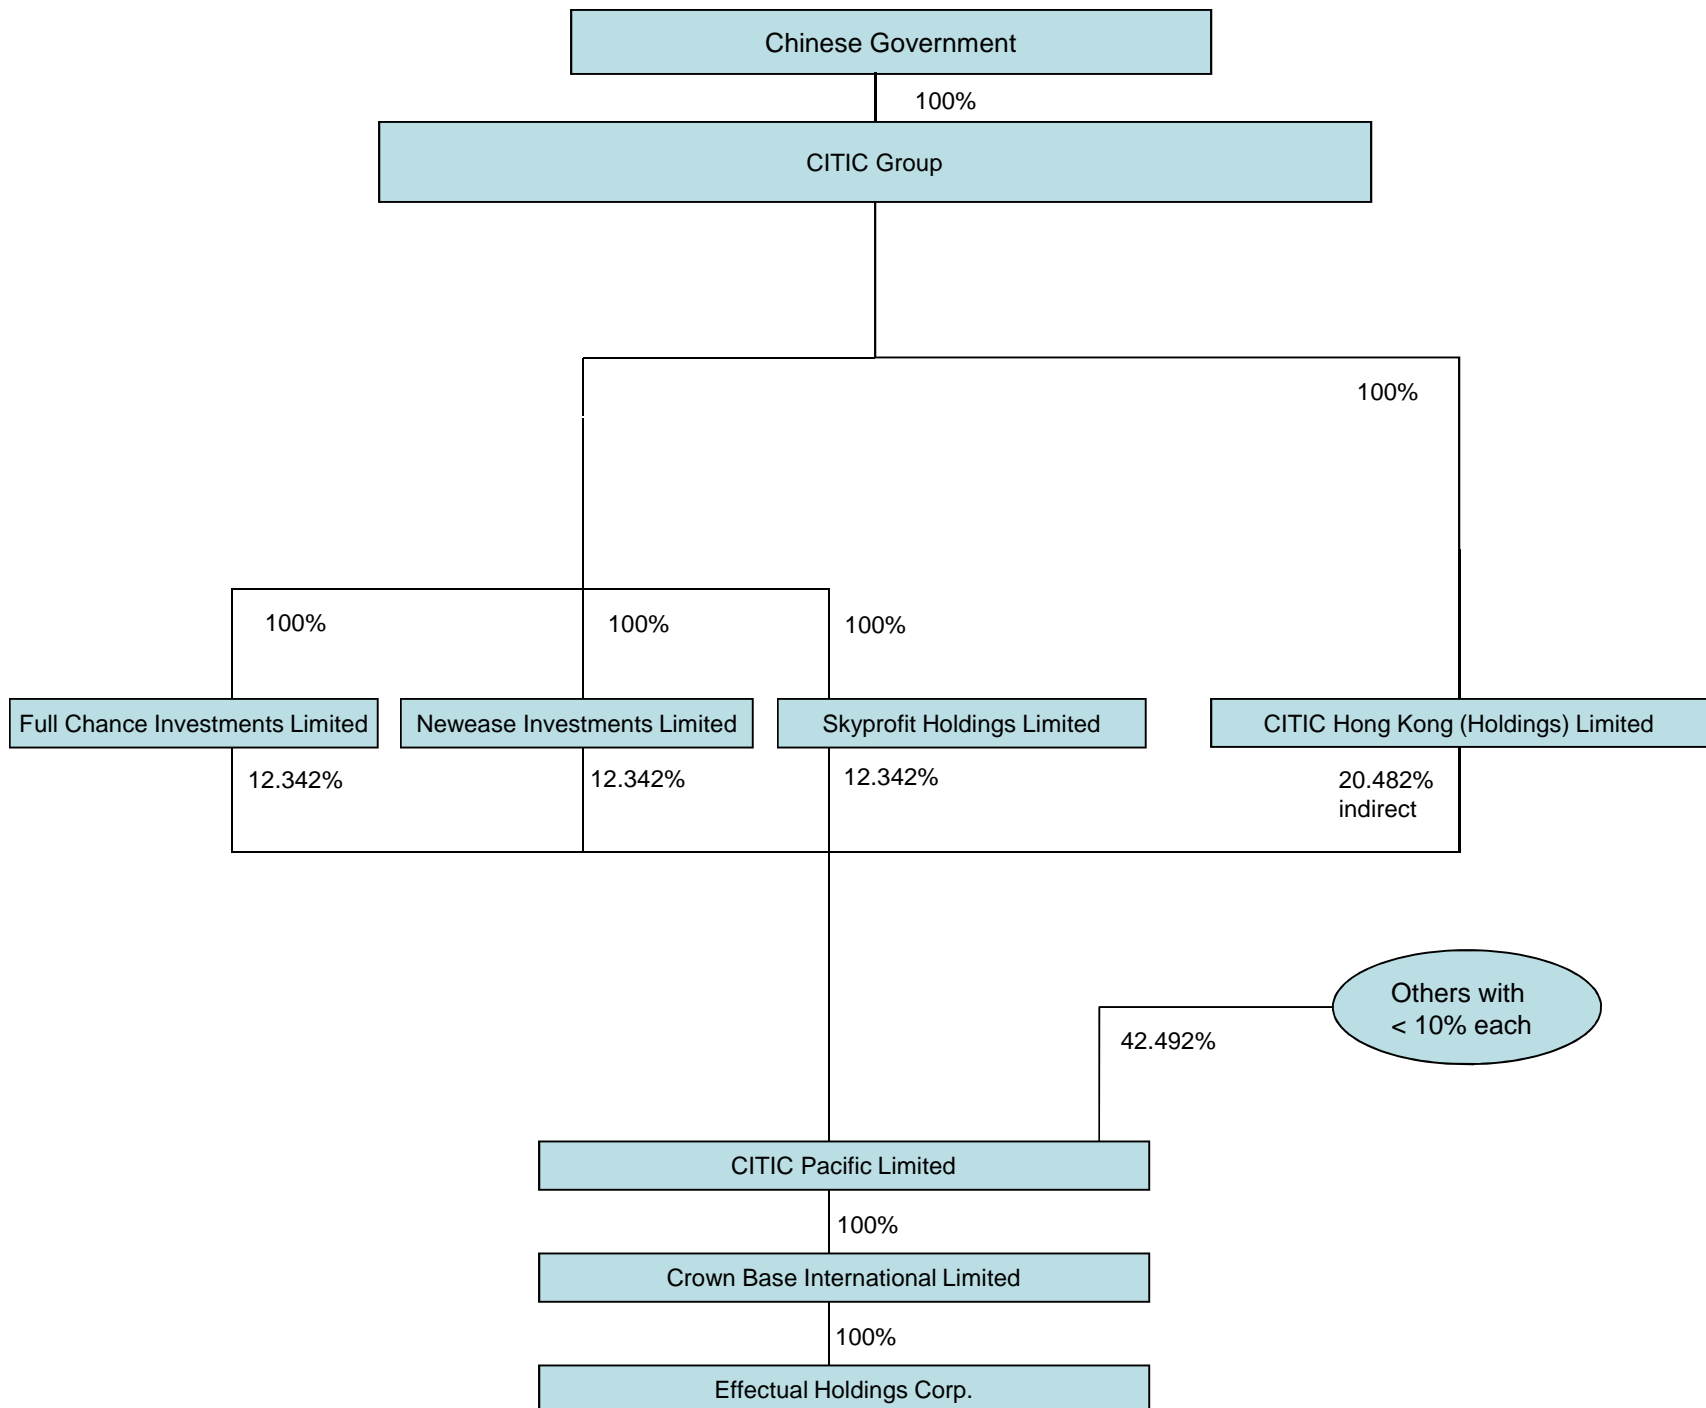 Chinese Government
100%
CITIC Group
100%
100%
100%
100%
Full Chance Investments Limited
Newease Investments Limited
Skyprofit Holdings Limited
CITIC Hong Kong (Holdings) Limited
12.342%
12.342%
12.342%
20.482%
indirect
Others with
< 10% each
42.492%
CITIC Pacific Limited
100%
Crown Base International Limited
100%
Effectual Holdings Corp.